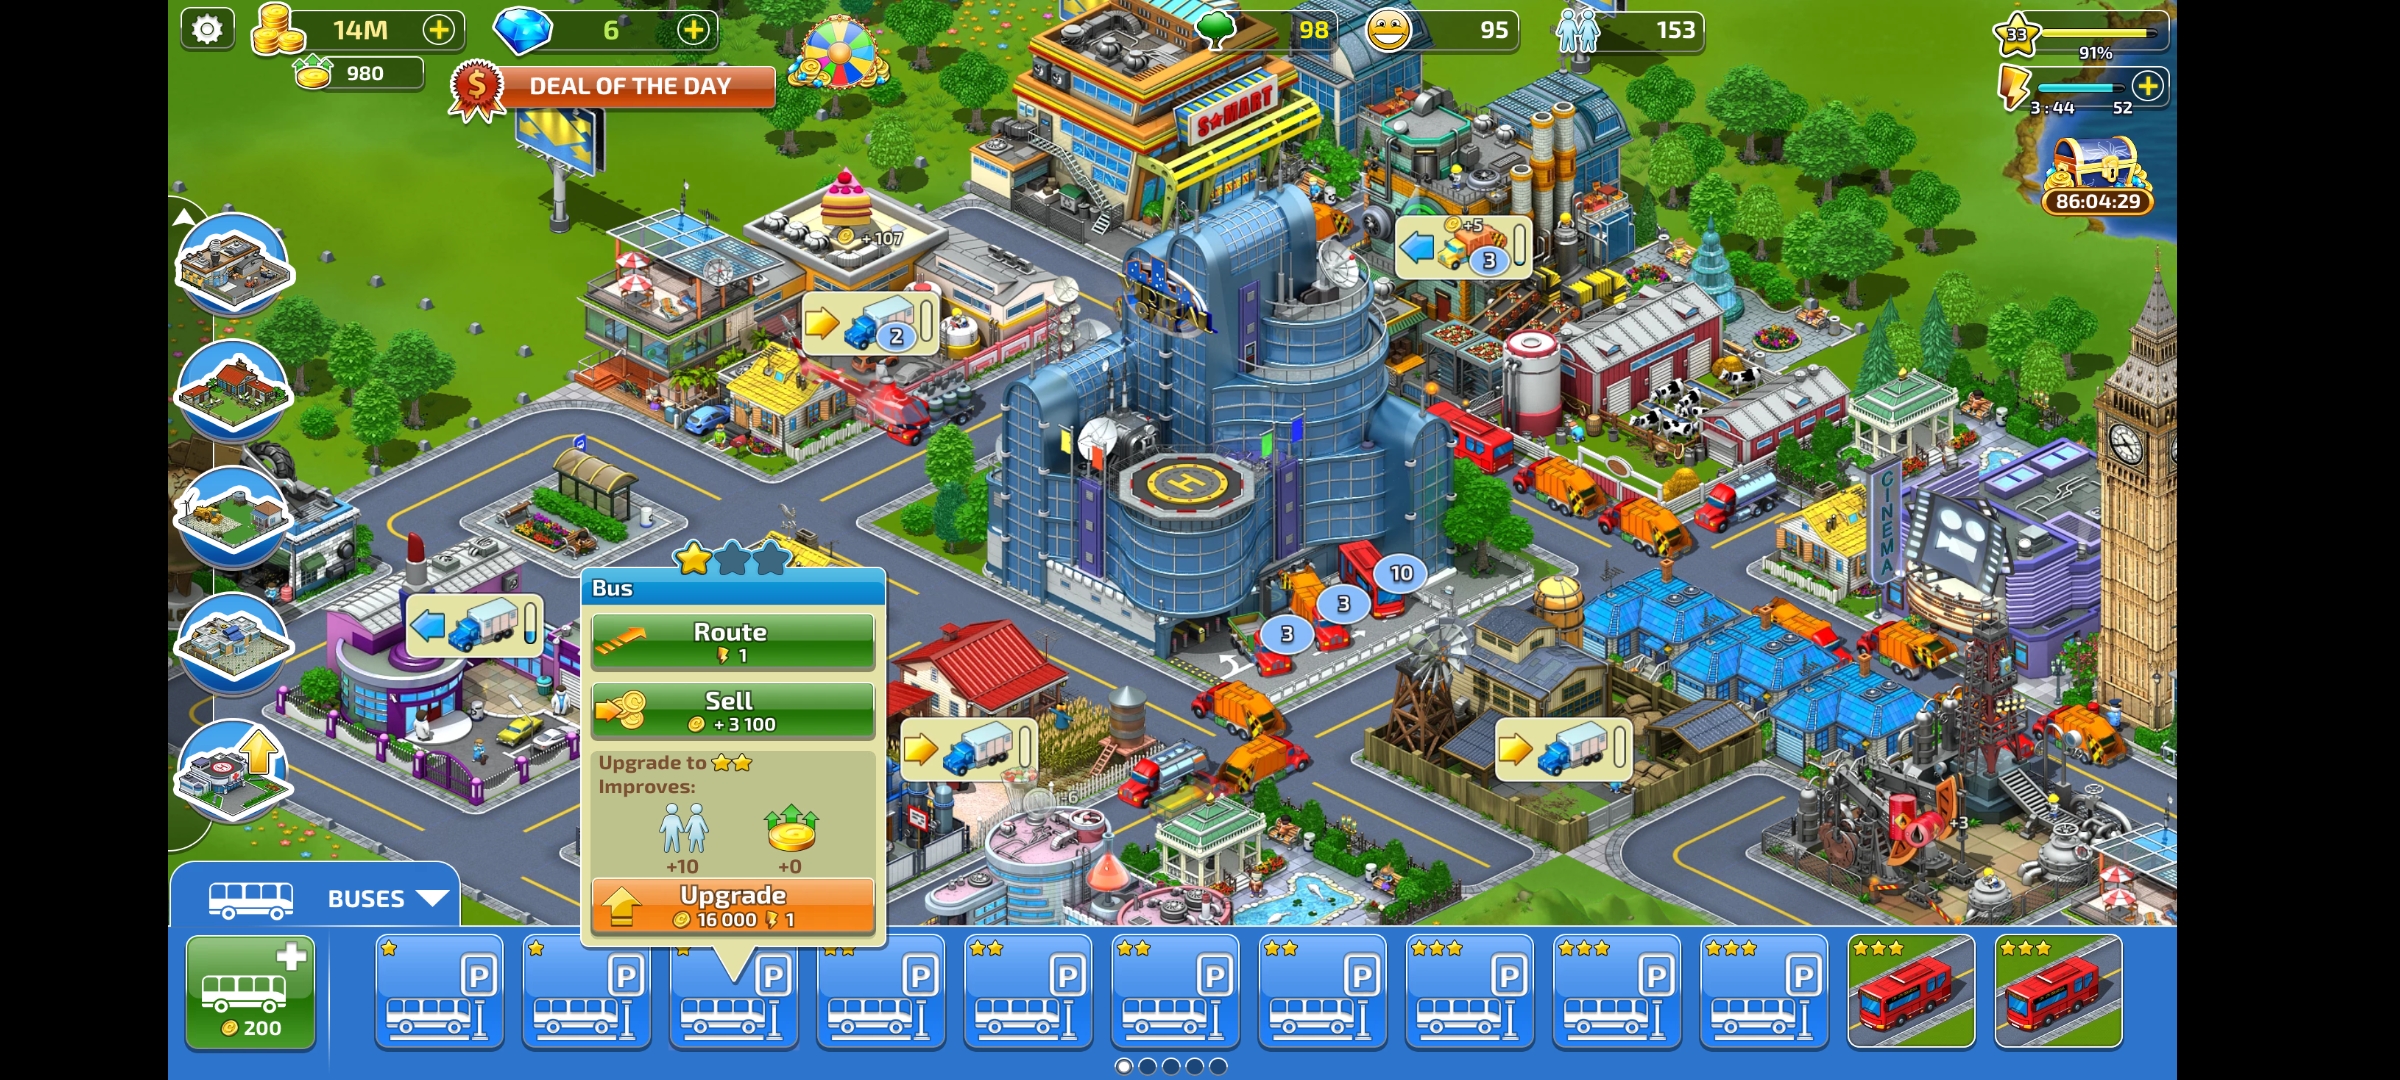 14M
6
98
95
153
33
91%
980
DEAL OF THE DAY
3:44
52
S★MART
86:04:29
+107
+5
3
2
CINEMA
10
3
3
Bus
Route
1
Sell
+3 100
Upgrade to
Improves:
+10
+0
Upgrade
16 000
1
+6
+3
BUSES
200
P
P
P
P
P
P
P
P
P
P